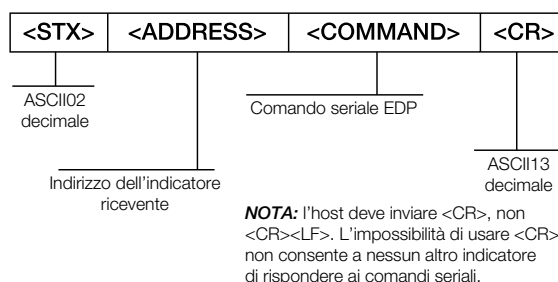 <STX> <ADDRESS> <COMMAND> <CR>
ASCII02
decimale
Comando seriale EDP
ASCII13
decimale
Indirizzo dell'indicatore
ricevente
NOTA: l'host deve inviare <CR>, non
<CR><LF>. L'impossibilità di usare <CR>
non consente a nessun altro indicatore
di rispondere ai comandi seriali.